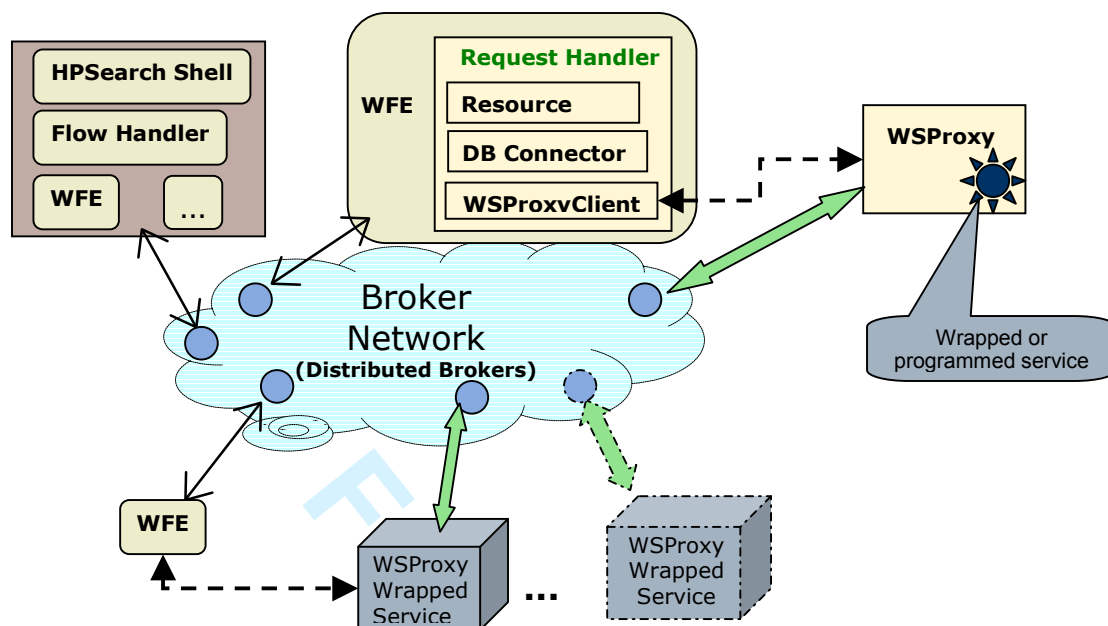 HPSearch Shell
Flow Handler
WFE
...
WFE
Request Handler
Resource
DB Connector
WSProxvClient
WSProxy
Wrapped or
programmed service
Broker
Network
(Distributed Brokers)
WFE
WSProxy
Wrapped
Service
...
WSProxy
Wrapped
Service
F